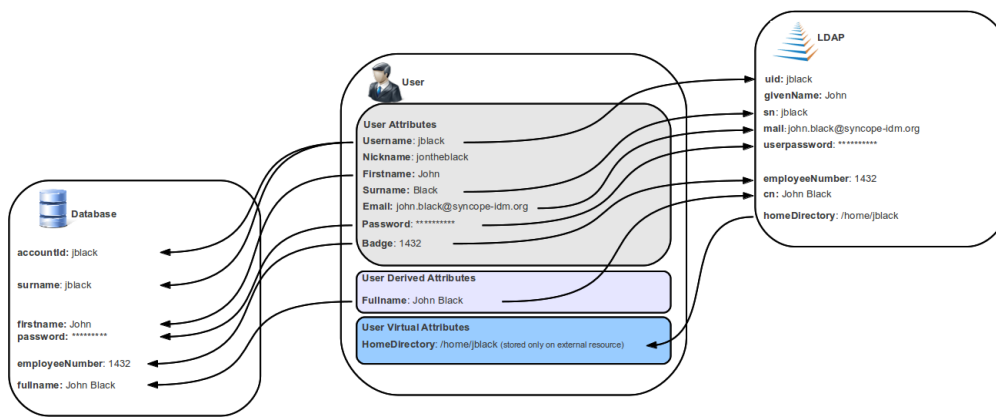 LDAP
uid: jblack
givenName: John
sn: jblack
mail:john.black@syncope-idm.org
userpassword: **********
employeeNumber: 1432
cn: John Black
homeDirectory: /home/jblack
User
User Attributes
Username: jblack
Nickname: jontheblack
Firstname: John
Surname: Black
Email: john.black@syncope-idm.org
Password: **********
Badge: 1432
User Derived Attributes
Fullname: John Black
User Virtual Attributes
HomeDirectory: /home/jblack (stored only on external resource)
Database
accountId: jblack
surname: jblack
firstname: John
password: *********
employeeNumber: 1432
fullname: John Black